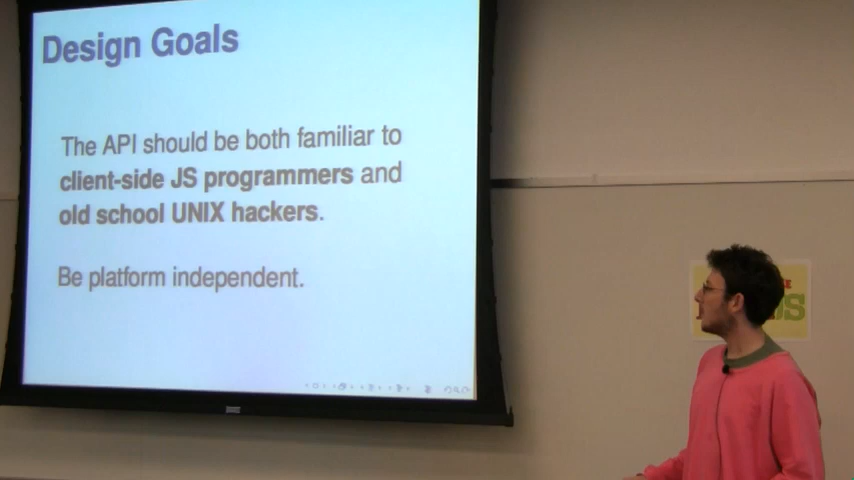 Design Goals
The API should be both familiar to
client-side JS programmers and
old school UNIX hackers.
Be platform independent.